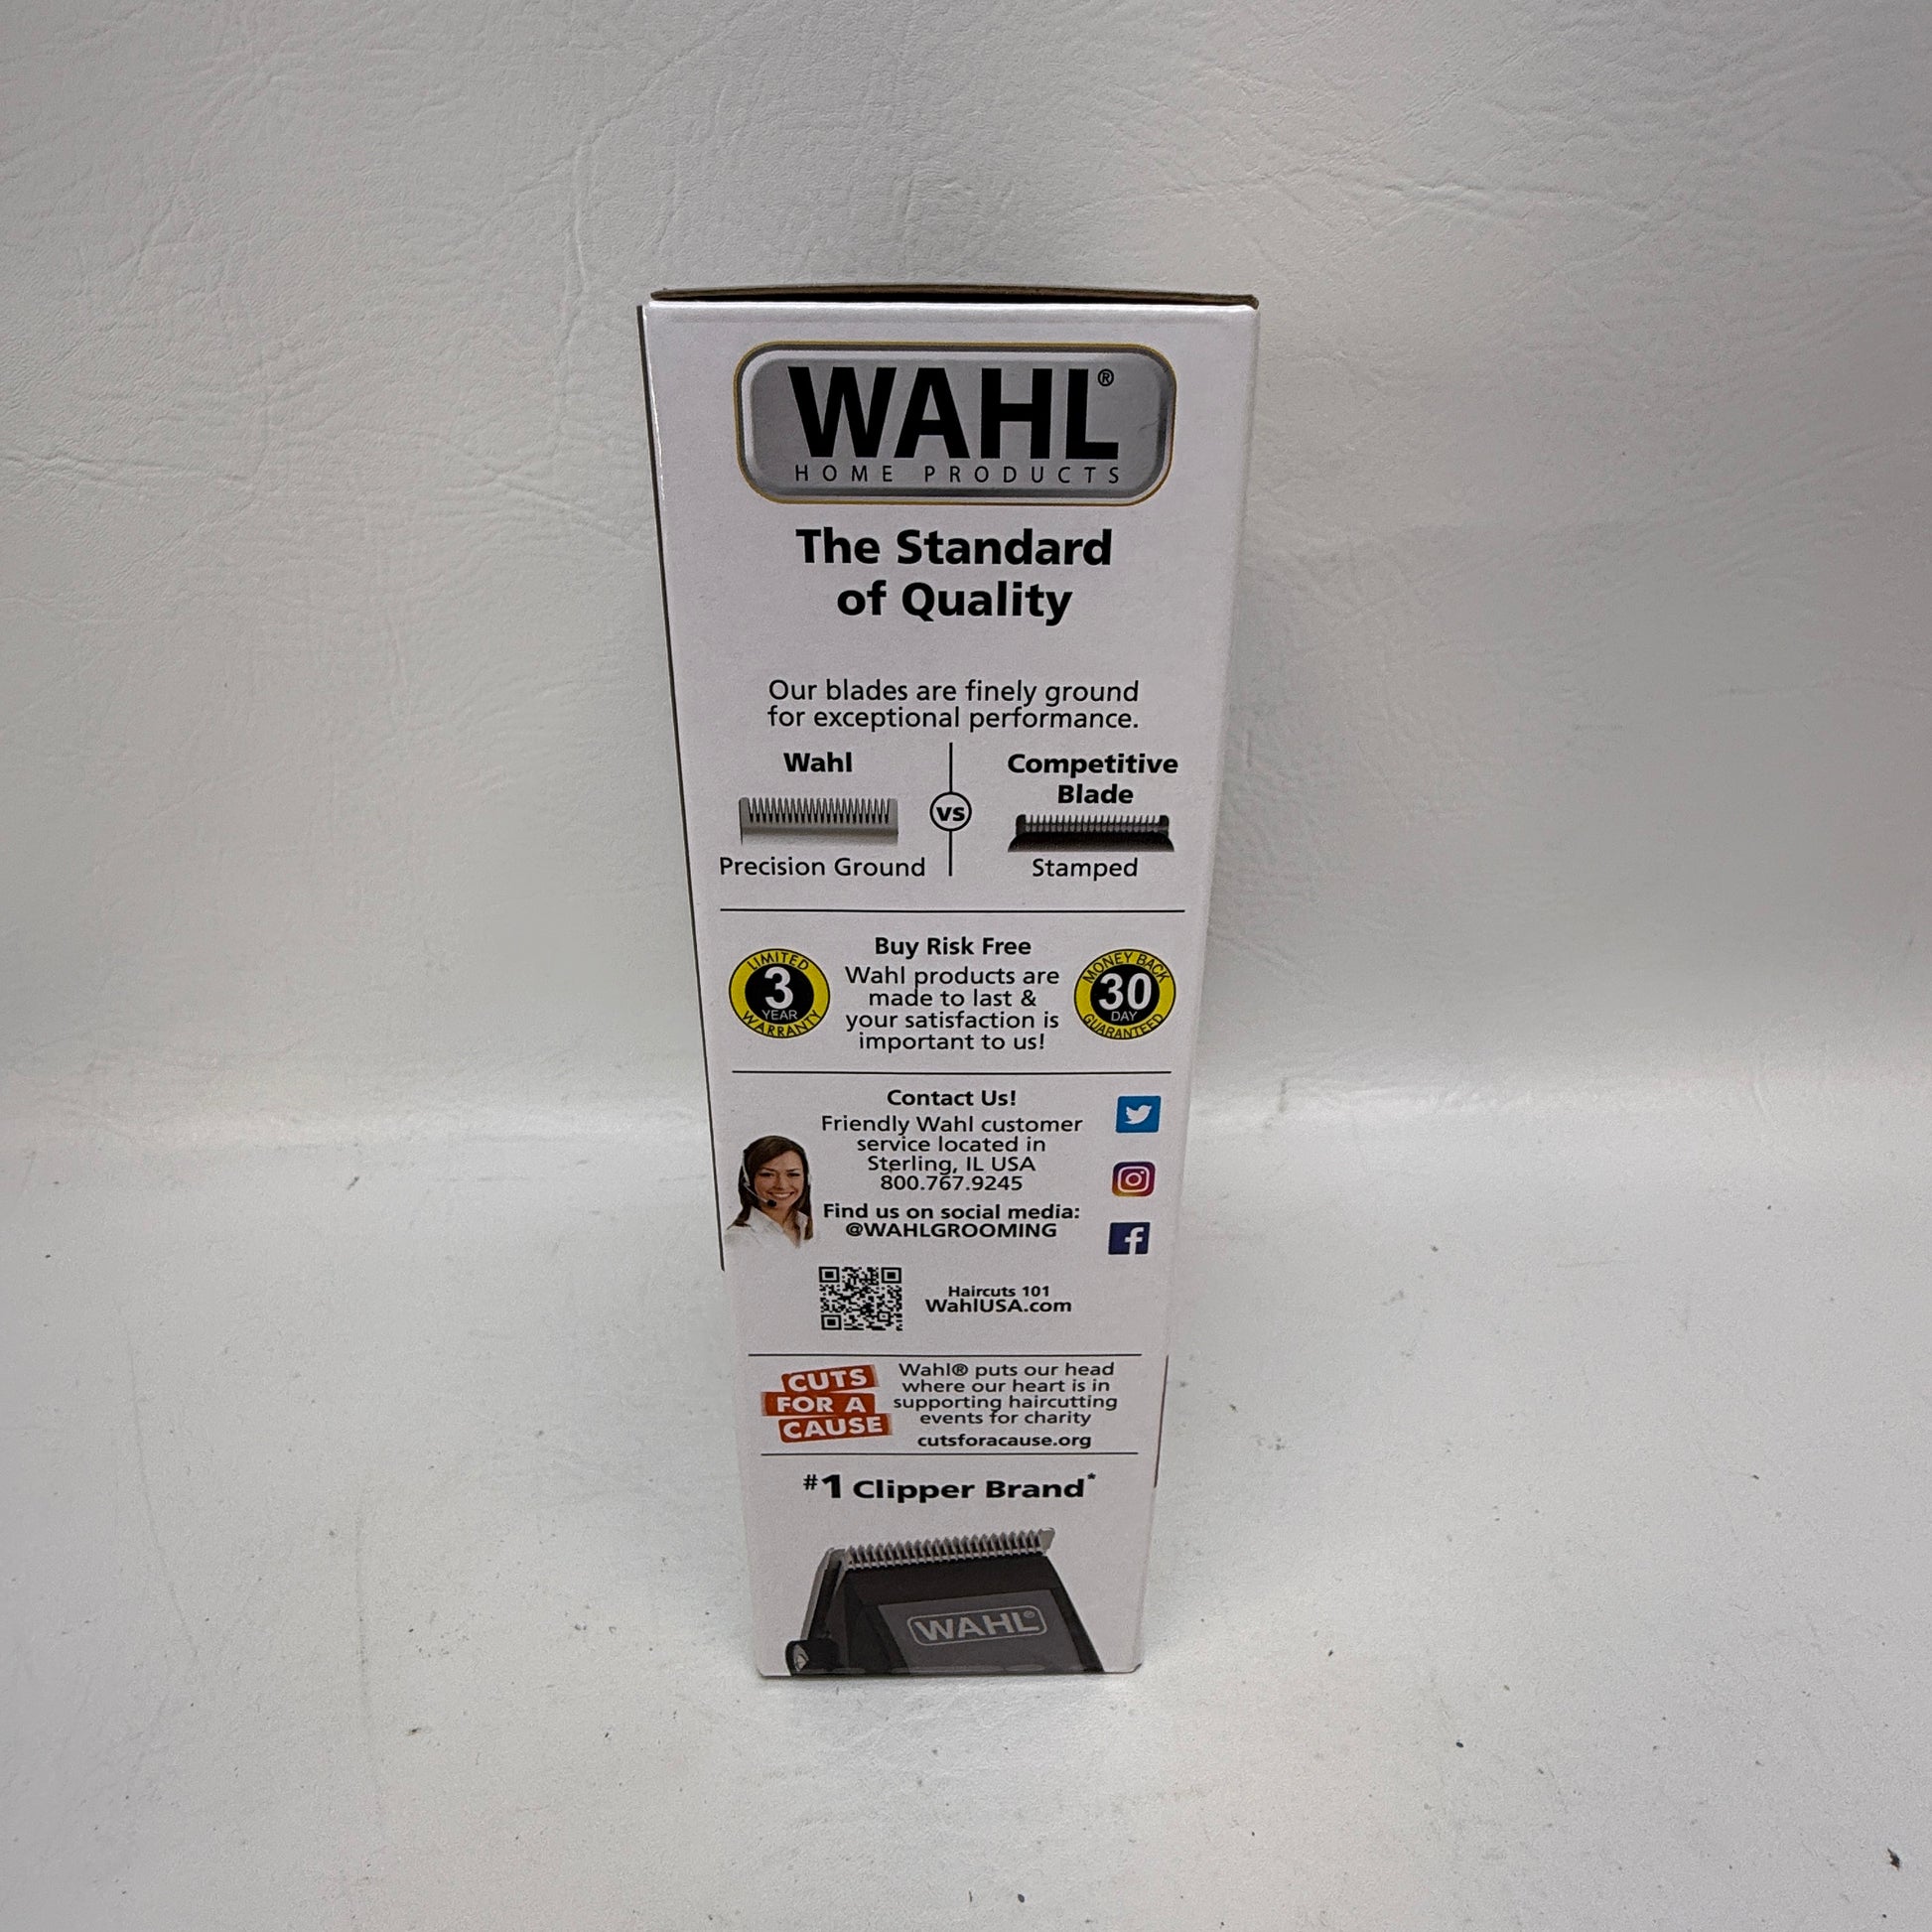 WAHL®
HOME PRODUCTS
The Standard
of Quality
Our blades are finely ground
for exceptional performance.
Wahl
Precision Ground
vs
Competitive
Blade
Stamped
LIMITED
3
YEAR
WARRANTY
Buy Risk Free
Wahl products are
made to last &
your satisfaction is
important to us!
MONEY BACK
30
DAY
GUARANTEED
Contact Us!
Friendly Wahl customer
service located in
Sterling, IL USA
800.767.9245
Find us on social media:
@WAHLGROOMING
Haircuts 101
WahlUSA.com
CUTS
FOR A
CAUSE
Wahl® puts our head
where our heart is in
supporting haircutting
events for charity
cutsforacause.org
#1 Clipper Brand*
WAHL®